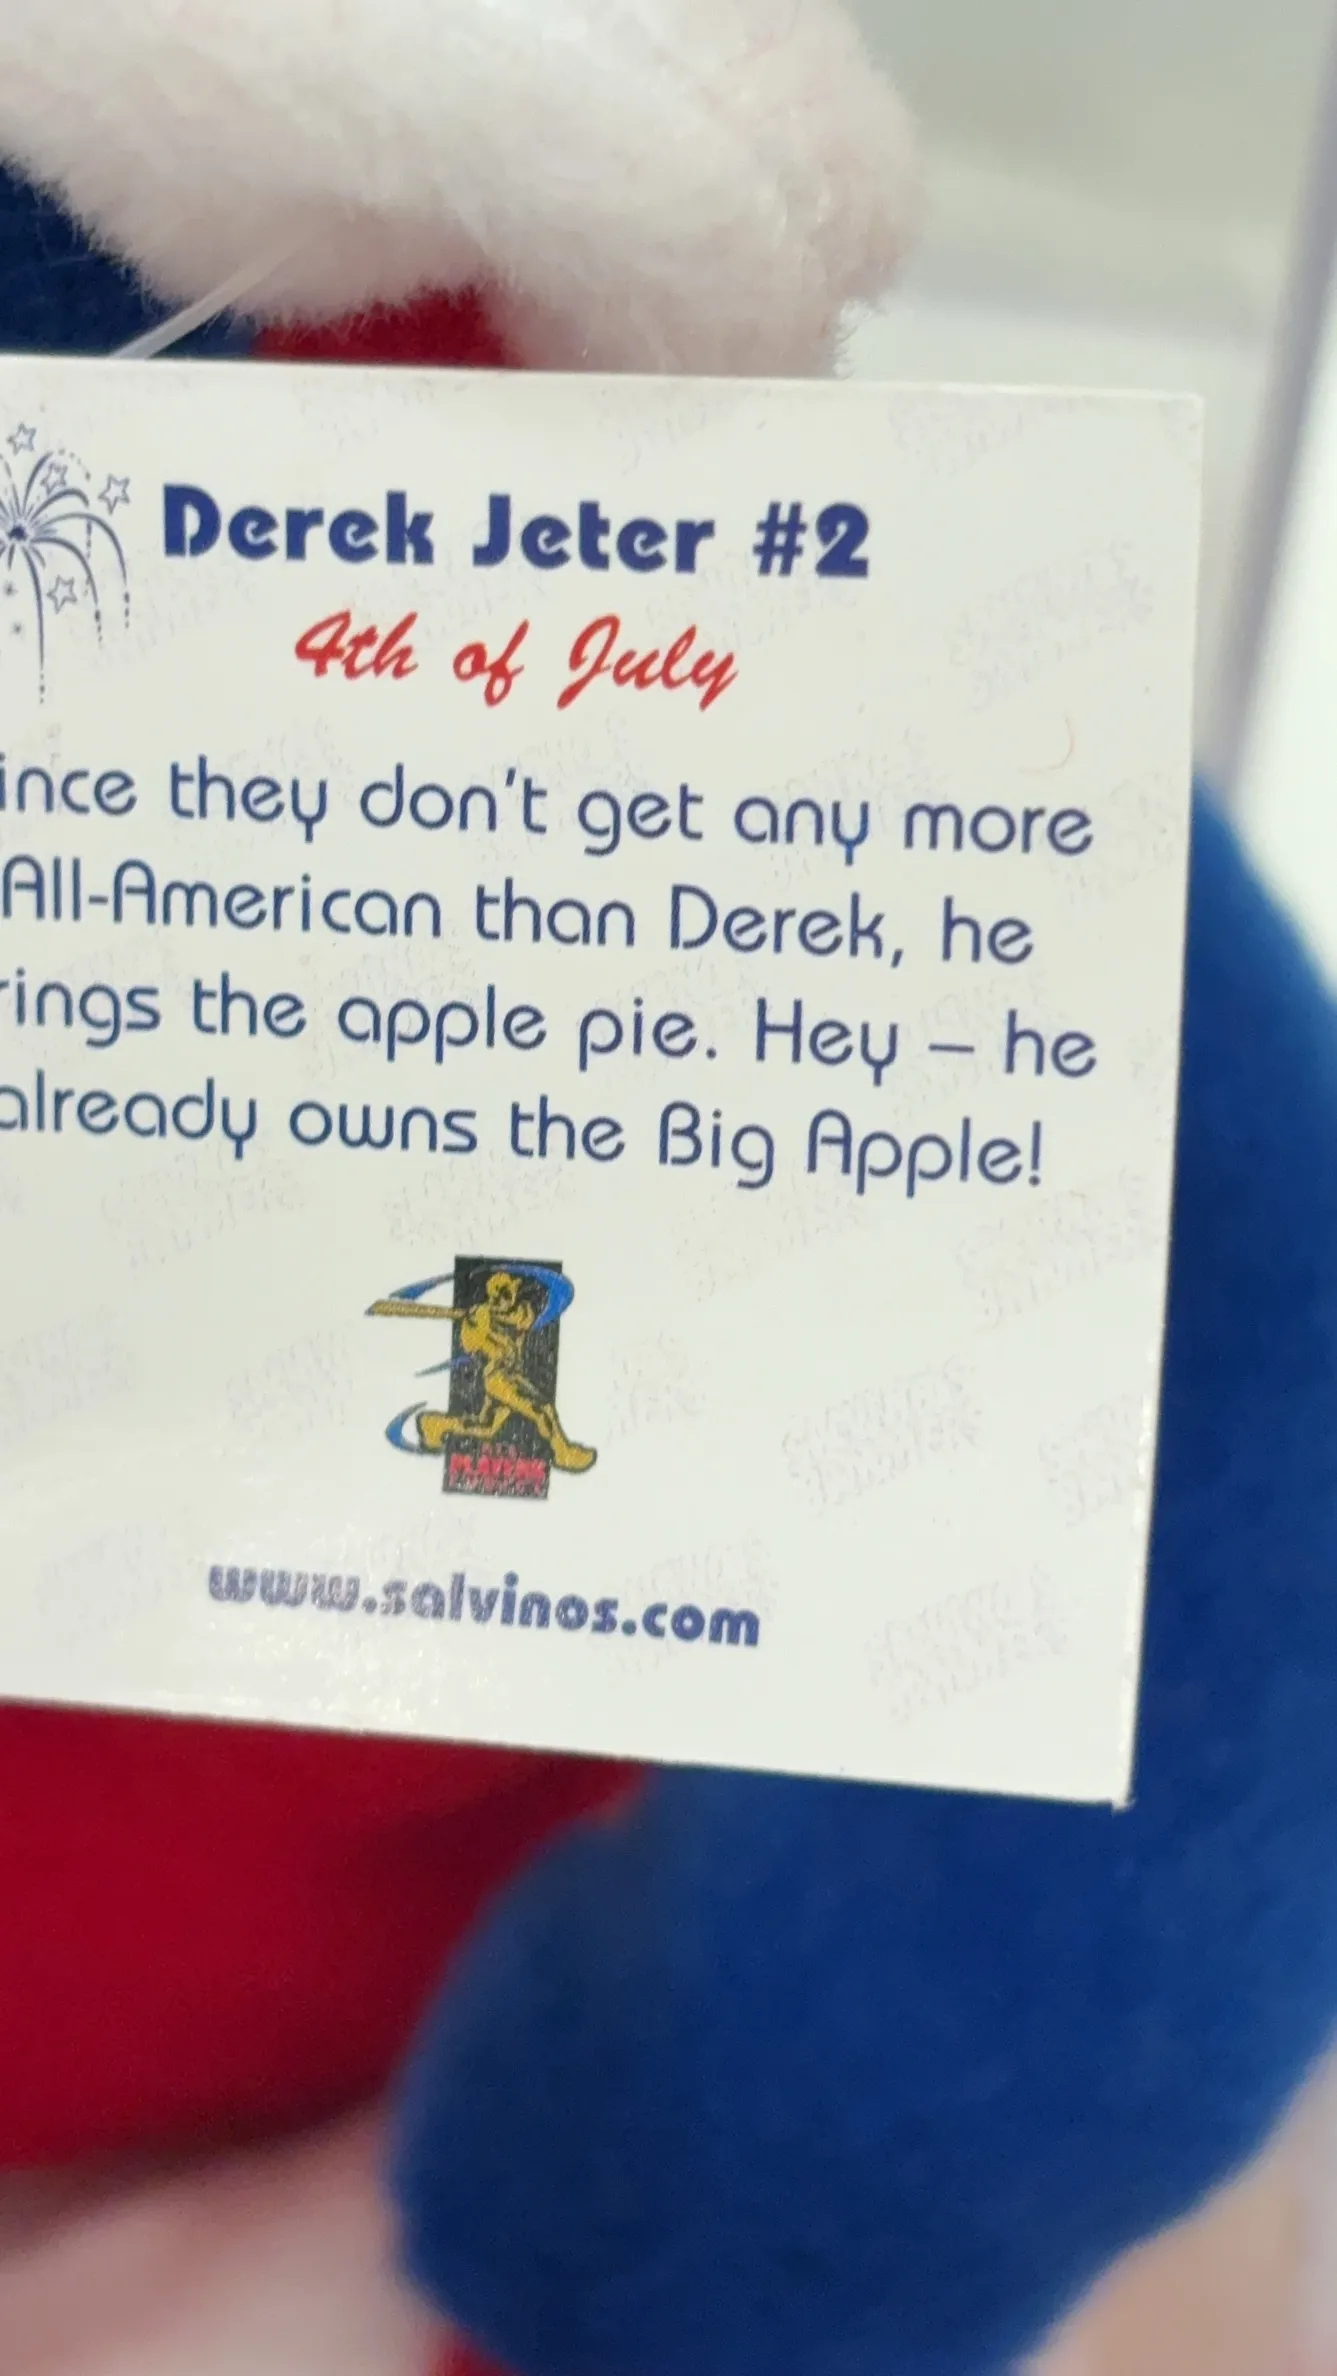 Derek Jeter #2
4th of July
ince they don't get any more
All-American than Derek, he
rings the apple pie. Hey – he
already owns the Big Apple!
PLAYERS
www.salvinos.com